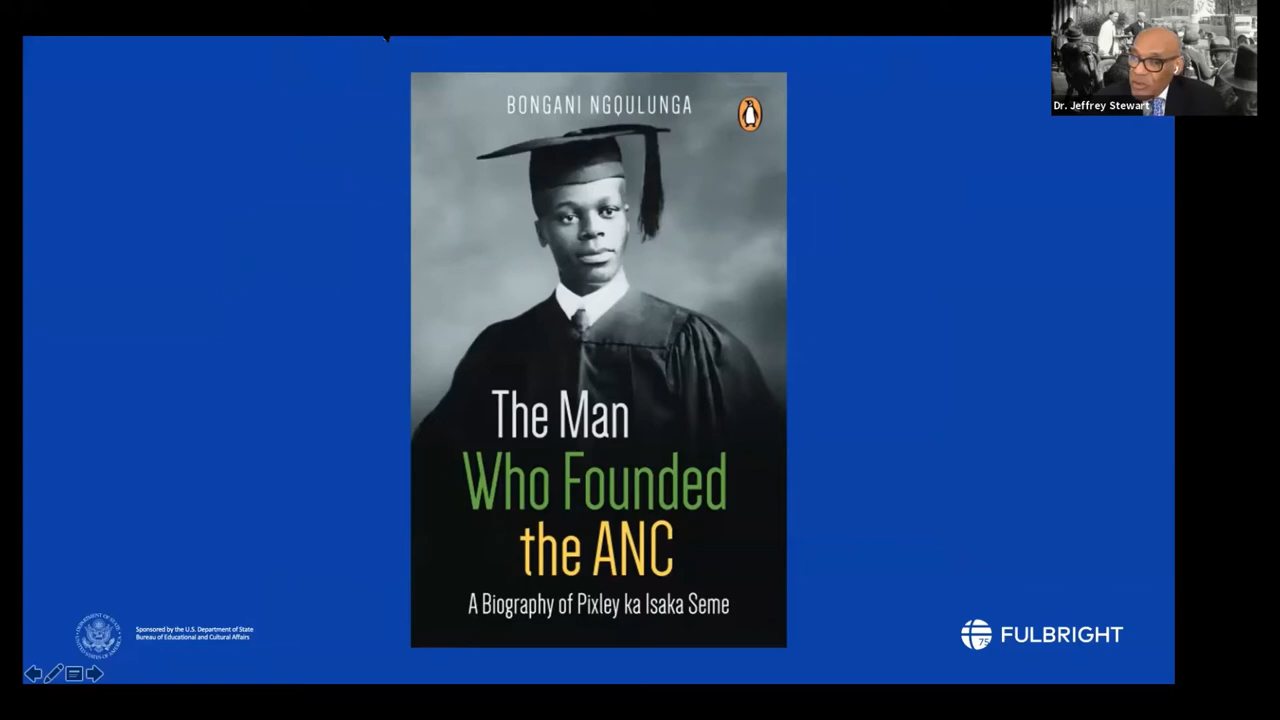 Dr. Jeffrey Stewart
BONGANI NGQULUNGA
The Man
Who Founded
the ANC
A Biography of Pixley ka Isaka Seme
Sponsored by the U.S. Department of State
Bureau of Educational and Cultural Affairs
75
FULBRIGHT